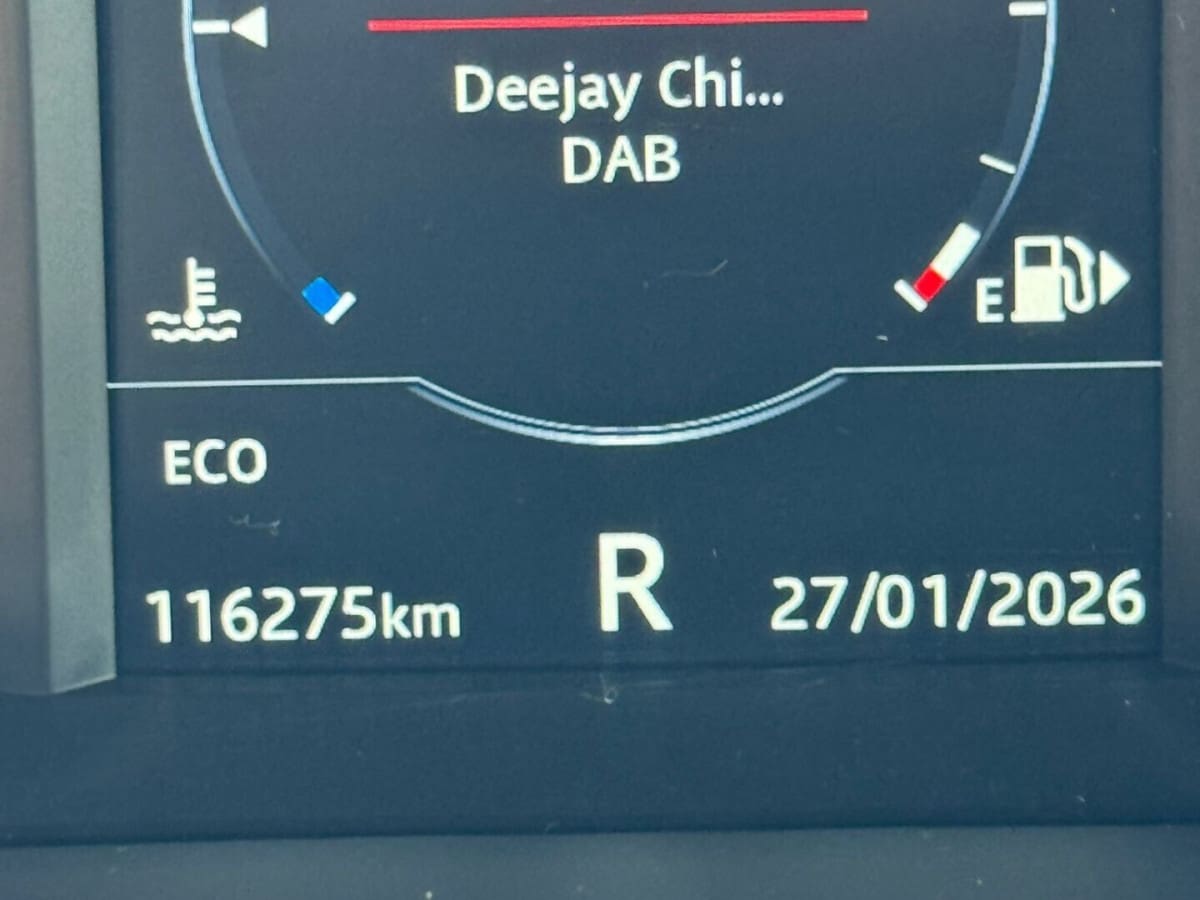 Deejay Chi...
DAB
E
ECO
116275km R 27/01/2026